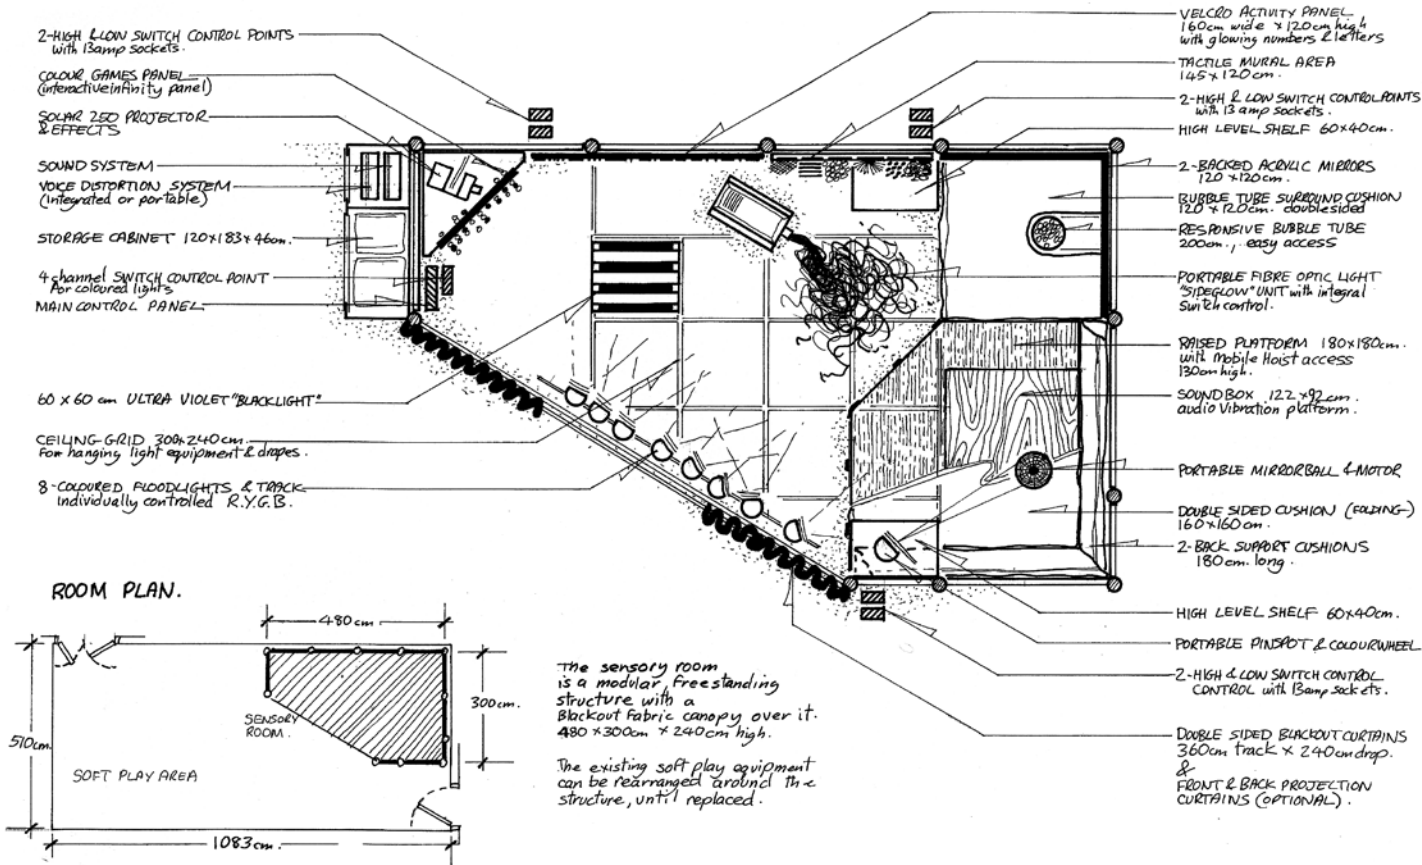 2-HIGH & LOW SWITCH CONTROL POINTS
with 13amp sockets.
COLOUR GAMES PANEL
(interactive infinity panel)
SOLAR 250 PROJECTOR
& EFFECTS
SOUND SYSTEM
VOICE DISTORTION SYSTEM
(integrated or portable)
STORAGE CABINET 120x183x46cm.
4 channel SWITCH CONTROL POINT
for coloured lights
MAIN CONTROL PANEL
60 x 60 cm ULTRA VIOLET "BLACKLIGHT"
CEILING GRID 300x240cm.
for hanging light equipment & drapes.
8-COLOURED FLOODLIGHTS & TRACK
individually controlled R.Y.G.B.
VELCRO ACTIVITY PANEL
160cm wide x 120cm high
with glowing numbers & letters
TACTILE MURAL AREA
145 x 120cm.
2-HIGH & LOW SWITCH CONTROL POINTS
with 13 amp sockets.
HIGH LEVEL SHELF 60x40cm.
2-BACKED ACRYLIC MIRRORS
120 x 120cm.
BUBBLE TUBE SURROUND CUSHION
120 x 120cm. double sided
RESPONSIVE BUBBLE TUBE
200cm., easy access
PORTABLE FIBRE OPTIC LIGHT
"SIDEGLOW" UNIT with integral
Switch control.
RAISED PLATFORM 180x180cm.
with Mobile Hoist access
130cm high.
SOUNDBOX 122 x 92 cm.
audio Vibration platform.
PORTABLE MIRRORBALL & MOTOR
DOUBLE SIDED CUSHION (FOLDING)
160x160cm.
2-BACK SUPPORT CUSHIONS
180cm. long.
HIGH LEVEL SHELF 60x40cm.
PORTABLE PINSPOT & COLOURWHEEL
2-HIGH & LOW SWITCH CONTROL
CONTROL with 13amp sockets.
DOUBLE SIDED BLACKOUT CURTAINS
360cm track x 240cm drop.
&
FRONT & BACK PROJECTION
CURTAINS (OPTIONAL).
ROOM PLAN.
480cm
300cm.
510cm.
SENSORY
ROOM.
SOFT PLAY AREA
1083cm.
The sensory room
is a modular, freestanding
structure with a
Blackout Fabric canopy over it.
480 x 300cm x 240cm high.
The existing soft play equipment
can be rearranged around the
structure, until replaced.